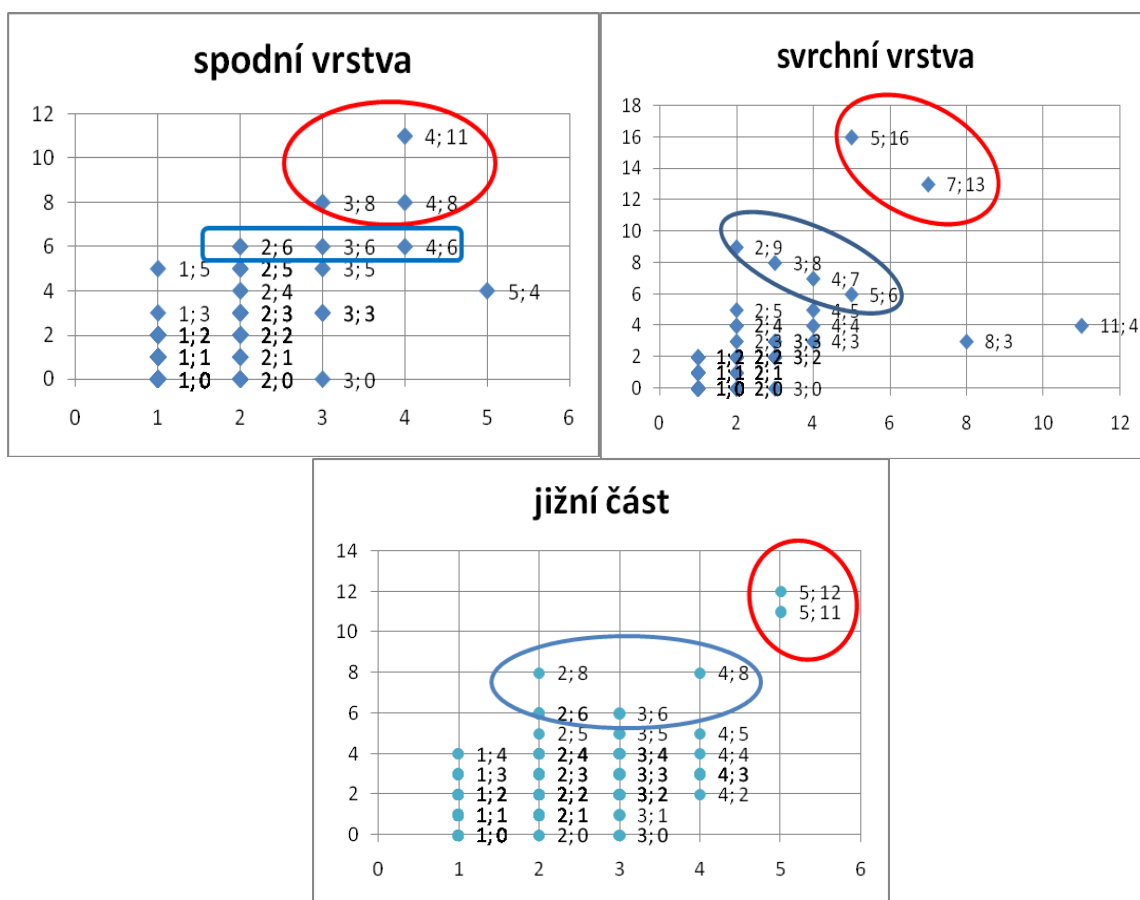 spodní vrstva
12
4; 11
10
8
3; 8 4; 8
6
2; 6 3; 6 4; 6
1; 5 2; 5 3; 5
4
2; 4 5; 4
1; 3 2; 3 3; 3
2
1; 2 2; 2
1; 1 2; 1
0
1; 0 2; 0 3; 0
0 1 2 3 4 5 6
svrchní vrstva
18
16
5; 16
14
7; 13
12
10
2; 9
8
3; 8
4; 7
6
5; 6
2; 5 4; 5
4
2; 4 4; 4 11; 4
2; 3 3; 3 4; 3 8; 3
2
1; 2 2; 2 3; 2
1; 1 2; 1
0
1; 0 2; 0 3; 0
0 2 4 6 8 10 12
jižní část
14
12
5; 12
5; 11
10
8
2; 8 4; 8
6
2; 6 3; 6
2; 5 3; 5 4; 5
4
1; 4 2; 4 3; 4 4; 4
1; 3 2; 3 3; 3 4; 3
2
1; 2 2; 2 3; 2 4; 2
1; 1 2; 1 3; 1
0
1; 0 2; 0 3; 0
0 1 2 3 4 5 6